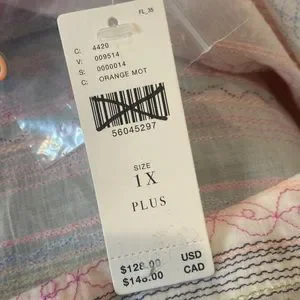 FL_35
C: 4420
V: 009514
S: 0000014
C: ORANGE MOT
56045297
SIZE
1X
PLUS
$128.00 USD
$148.00 CAD